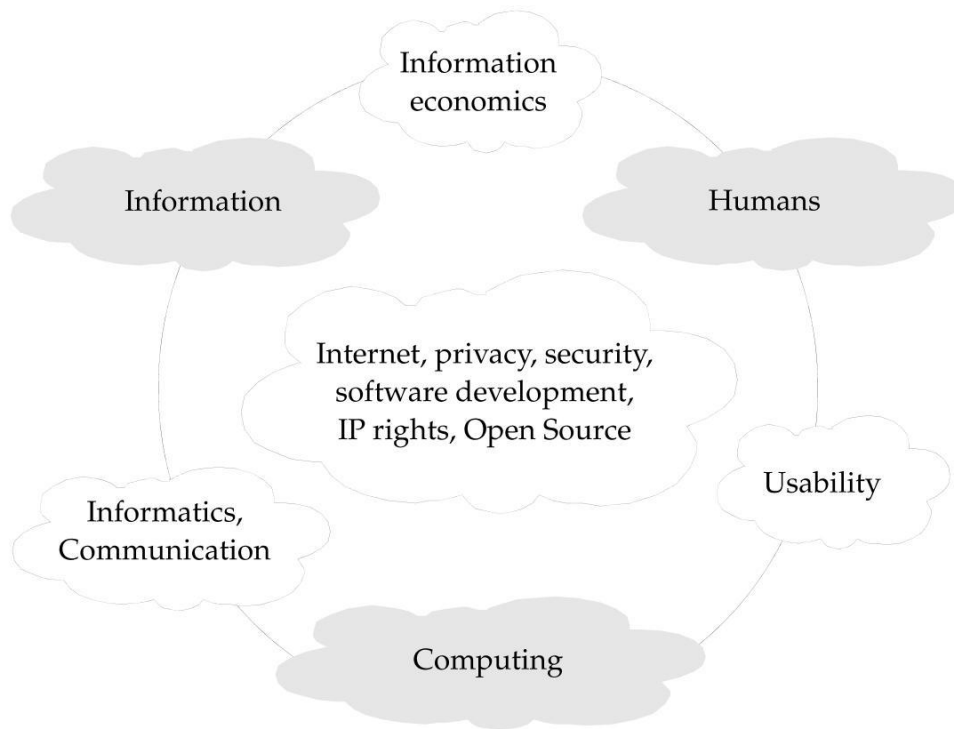 Information
economics
Information
Humans
Internet, privacy, security,
software development,
IP rights, Open Source
Usability
Informatics,
Communication
Computing